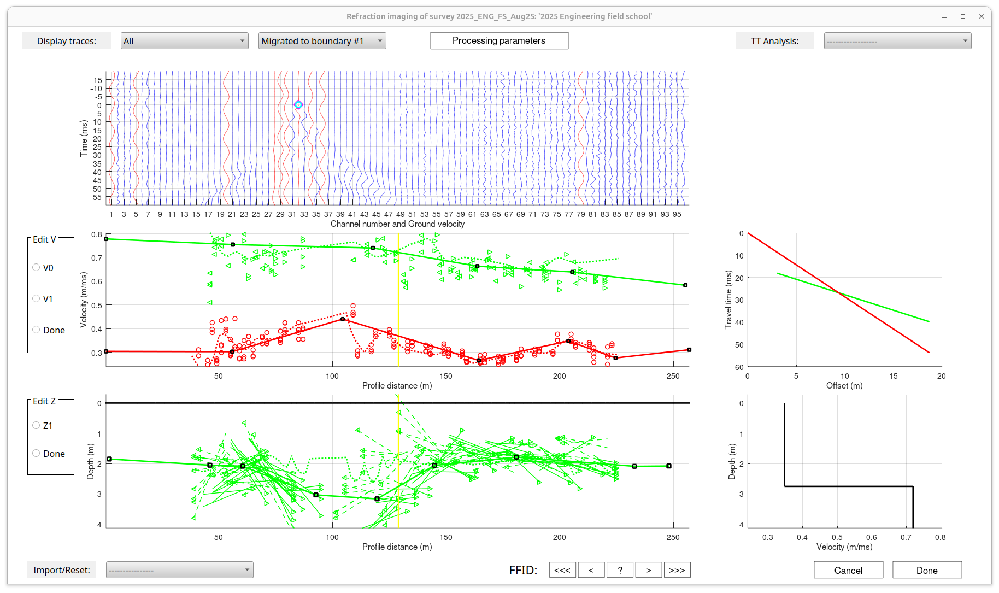 Refraction imaging of survey 2025_ENG_FS_Aug25: '2025 Engineering field school'
Display traces: All Migrated to boundary #1 Processing parameters TT Analysis: ------------------
-15
-10
-5
0
5
10
15
20
25
30
35
40
45
50
55
Time (ms)
1 3 5 7 9 11 13 15 17 19 21 23 25 27 29 31 33 35 37 39 41 43 45 47 49 51 53 55 57 59 61 63 65 67 69 71 73 75 77 79 81 83 85 87 89 91 93 95
Channel number and Ground velocity
Edit V
V0
V1
Done
0.8
0.7
0.6
0.5
0.4
0.3
Velocity (m/ms)
50 100 150 200 250
Profile distance (m)
0
10
20
30
40
50
60
Travel time (ms)
0 5 10 15 20
Offset (m)
Edit Z
Z1
Done
0
1
2
3
4
Depth (m)
50 100 150 200 250
Profile distance (m)
0
1
2
3
4
Depth (m)
0.3 0.4 0.5 0.6 0.7 0.8
Velocity (m/ms)
Import/Reset: ---------------- FFID: <<< < ? > >>> Cancel Done